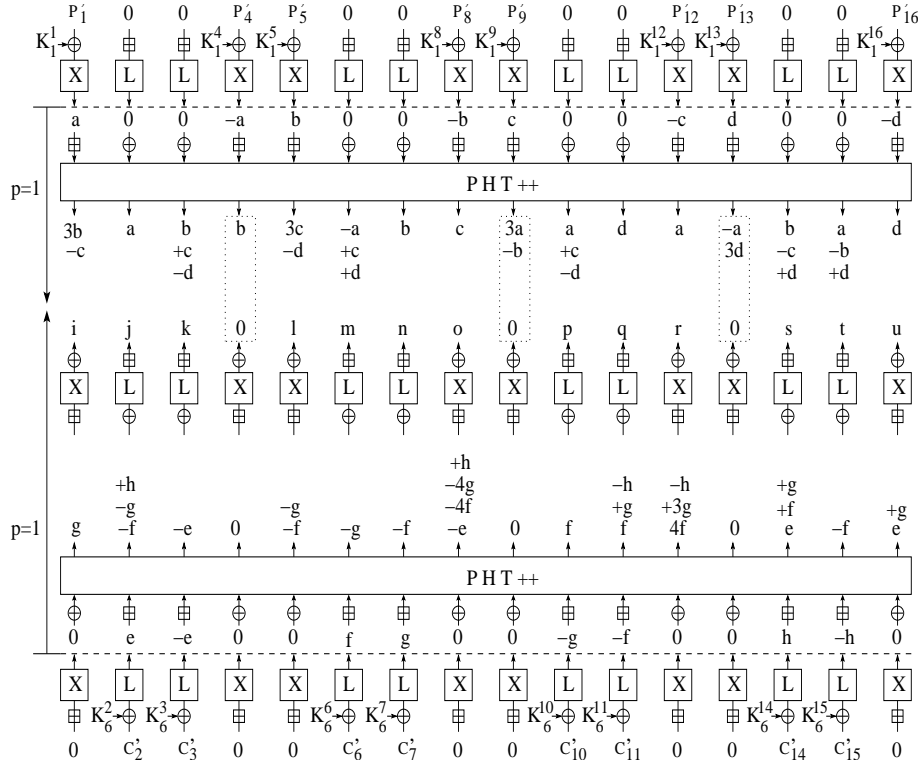 P'1 0 0 P'4 P'5 0 0 P'8 P'9 0 0 P'12 P'13 0 0 P'16
K1^1 K1^4 K1^5 K1^8 K1^9 K1^12 K1^13 K1^16
X L L X X L L X X L L X X L L X
a 0 0 −a b 0 0 −b c 0 0 −c d 0 0 −d
p=1 PHT++
3b a b b 3c −a b c 3a a d a −a b a d
−c +c −d +c −b +c 3d −c −b
−d +d −d +d +d
i j k 0 l m n o 0 p q r 0 s t u
X L L X X L L X X L L X X L L X
+h
+h −4g −h −h +g
−g −g −4f +g +3g +f +g
p=1 g −f −e 0 −f −g −f −e 0 f f 4f 0 e −f e
PHT++
0 e −e 0 0 f g 0 0 −g −f 0 0 h −h 0
X L L X X L L X X L L X X L L X
K6^2 K6^3 K6^6 K6^7 K6^10 K6^11 K6^14 K6^15
0 C'2 C'3 0 0 C'6 C'7 0 0 C'10 C'11 0 0 C'14 C'15 0